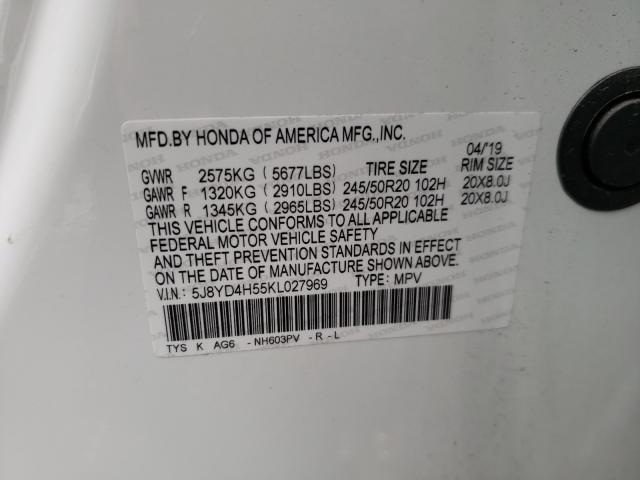 MFD.BY HONDA OF AMERICA MFG.,INC.
04/'19
GVWR 2575KG ( 5677LBS) TIRE SIZE RIM SIZE
GAWR F 1320KG ( 2910LBS) 245/50R20 102H 20X8.0J
GAWR R 1345KG ( 2965LBS) 245/50R20 102H 20X8.0J
THIS VEHICLE CONFORMS TO ALL APPLICABLE
FEDERAL MOTOR VEHICLE SAFETY
AND THEFT PREVENTION STANDARDS IN EFFECT
ON THE DATE OF MANUFACTURE SHOWN ABOVE.
V.I.N.: 5J8YD4H55KL027969 TYPE: MPV
TYS K AG6 -NH603PV -R-L